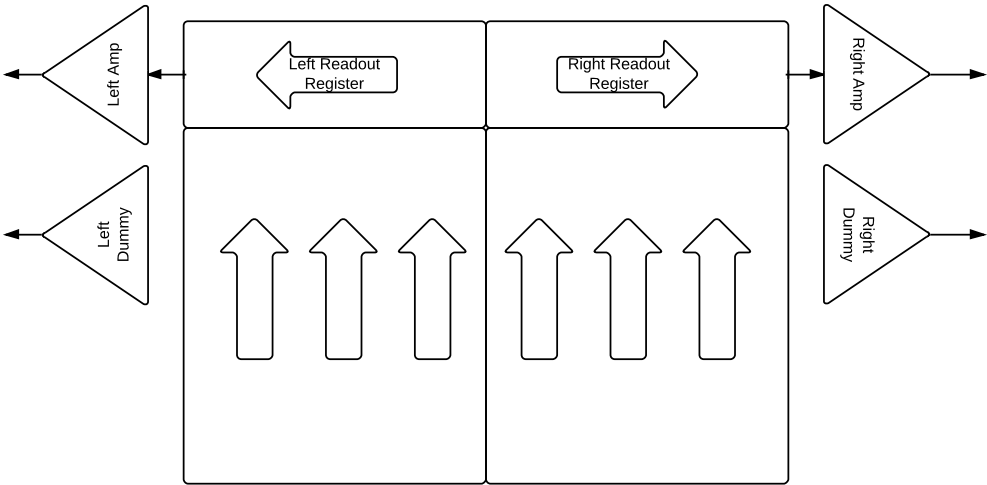 Left Amp
Left Readout
Register
Right Readout
Register
Right Amp
Left
Dummy
Right
Dummy